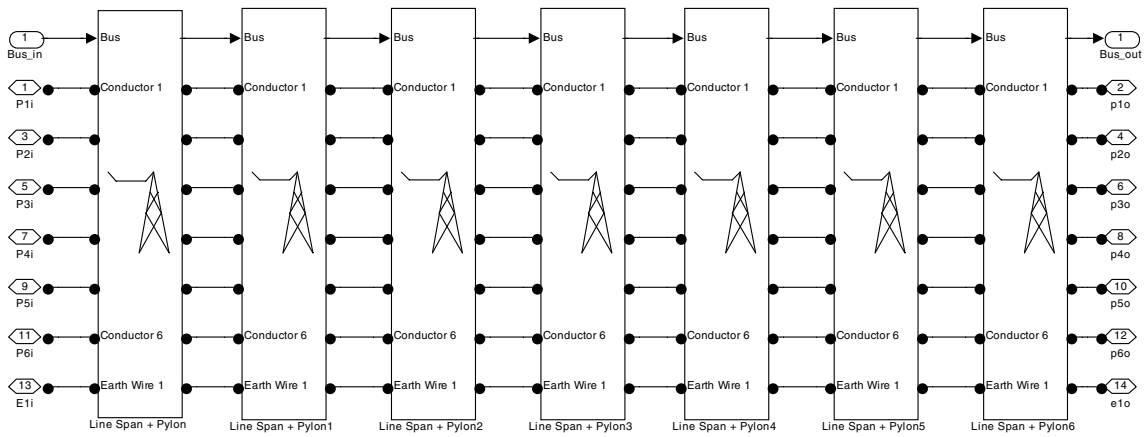 1 Bus Bus Bus Bus Bus Bus Bus 1
Bus_in Bus_out
1 Conductor 1 Conductor 1 Conductor 1 Conductor 1 Conductor 1 Conductor 1 Conductor 1 2
P1i p1o
3 4
P2i p2o
5 6
P3i p3o
7 8
P4i p4o
9 10
P5i p5o
11 Conductor 6 Conductor 6 Conductor 6 Conductor 6 Conductor 6 Conductor 6 Conductor 6 12
P6i p6o
13 Earth Wire 1 Earth Wire 1 Earth Wire 1 Earth Wire 1 Earth Wire 1 Earth Wire 1 Earth Wire 1 14
E1i e1o
Line Span + Pylon Line Span + Pylon1 Line Span + Pylon2 Line Span + Pylon3 Line Span + Pylon4 Line Span + Pylon5 Line Span + Pylon6